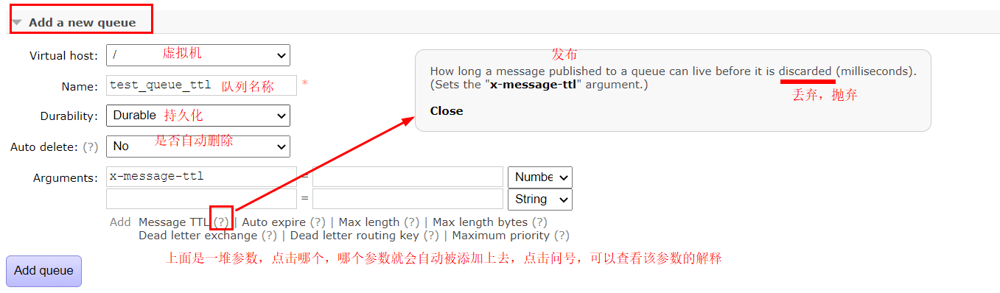 Add a new queue
Virtual host: / 虚拟机
发布
How long a message published to a queue can live before it is discarded (milliseconds).
(Sets the "x-message-ttl" argument.)
丢弃，抛弃
Close
Name: test_queue_ttl 队列名称 *
Durability: Durable 持久化
Auto delete: (?) No 是否自动删除
Arguments: x-message-ttl = Numbe
= String
Add Message TTL (?) | Auto expire (?) | Max length (?) | Max length bytes (?)
Dead letter exchange (?) | Dead letter routing key (?) | Maximum priority (?)
上面是一堆参数，点击哪个，哪个参数就会自动被添加上去，点击问号，可以查看该参数的解释
Add queue